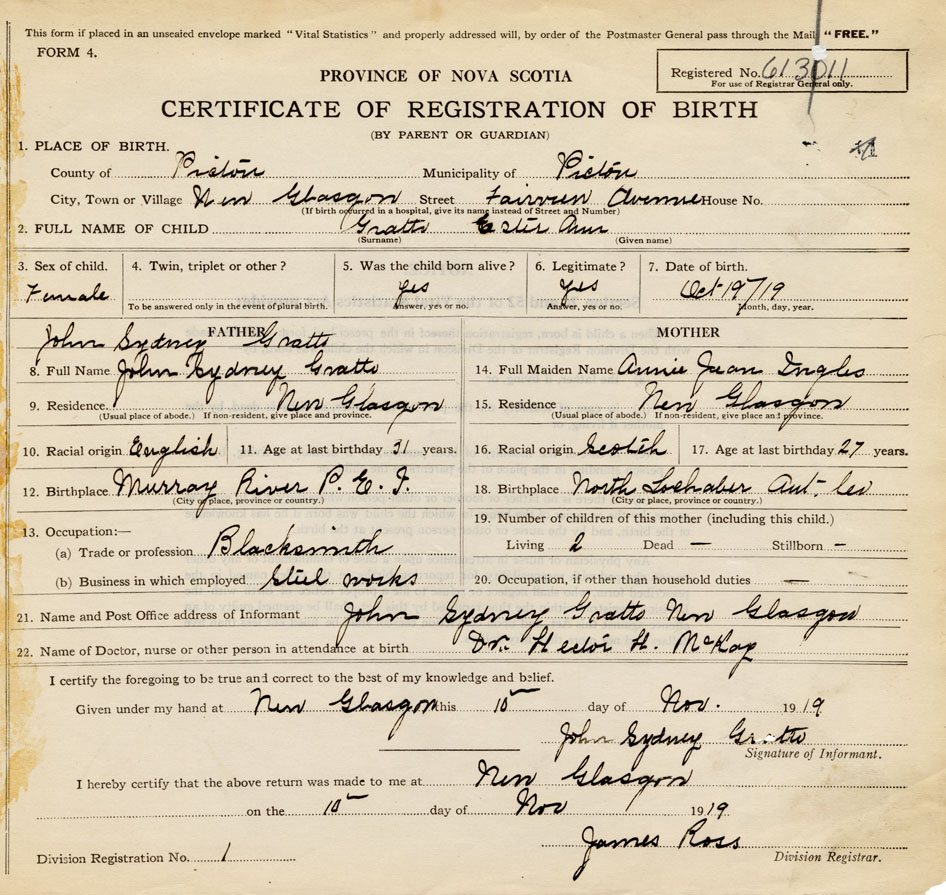 This form if placed in an unsealed envelope marked "Vital Statistics" and properly addressed will, by order of the Postmaster General pass through the Mail "FREE."
FORM 4.
Registered No. 613011
For use of Registrar General only.
PROVINCE OF NOVA SCOTIA
CERTIFICATE OF REGISTRATION OF BIRTH
(BY PARENT OR GUARDIAN)
1. PLACE OF BIRTH.
County of Pictou Municipality of Pictou
City, Town or Village New Glasgow Street Fairview Avenue House No.
(If birth occurred in a hospital, give its name instead of Street and Number)
2. FULL NAME OF CHILD Gratto Ester Ann
(Surname) (Given name)
3. Sex of child. 4. Twin, triplet or other? 5. Was the child born alive? 6. Legitimate? 7. Date of birth.
Female Yes Yes Oct 19/19
To be answered only in the event of plural birth. Answer, yes or no. Answer, yes or no. Month, day, year.
FATHER MOTHER
John Sydney Gratto
8. Full Name John Sydney Gratto 14. Full Maiden Name Annie Jean Ingles
9. Residence New Glasgow 15. Residence New Glasgow
(Usual place of abode.) If non-resident, give place and province. (Usual place of abode.) If non-resident, give place and province.
10. Racial origin English 11. Age at last birthday 31 years. 16. Racial origin Scotch 17. Age at last birthday 27 years.
12. Birthplace Murray River P. E. I. 18. Birthplace North Lochaber Ant. Co
(City or place, province or country.) (City or place, province or country.)
13. Occupation:— 19. Number of children of this mother (including this child.)
(a) Trade or profession Blacksmith Living 2 Dead — Stillborn —
(b) Business in which employed Steel works 20. Occupation, if other than household duties —
21. Name and Post Office address of Informant John Sydney Gratto New Glasgow
22. Name of Doctor, nurse or other person in attendance at birth Dr. Hector H. McKay
I certify the foregoing to be true and correct to the best of my knowledge and belief.
Given under my hand at New Glasgow this 10 day of Nov. 1919
John Sydney Gratto
Signature of Informant.
I hereby certify that the above return was made to me at New Glasgow
on the 10 day of Nov 1919
James Ross
Division Registration No. 1 Division Registrar.